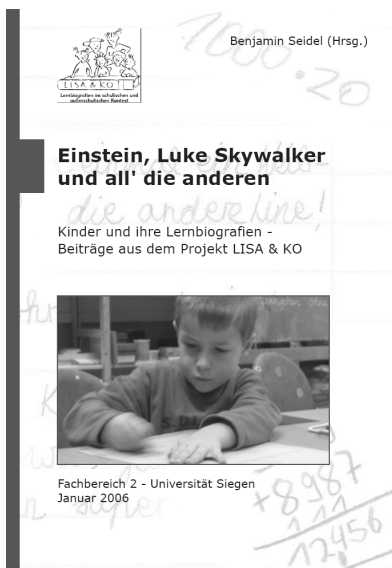 Benjamin Seidel (Hrsg.)
LISA & KO
Lernbiografien im schulischen und
außerschulischen Kontext
1000 · 20
Einstein, Luke Skywalker
und all' die anderen
die andere line!
Kinder und ihre Lernbiografien -
Beiträge aus dem Projekt LISA & KO
Fachbereich 2 - Universität Siegen
Januar 2006
super
+8987
111
12456